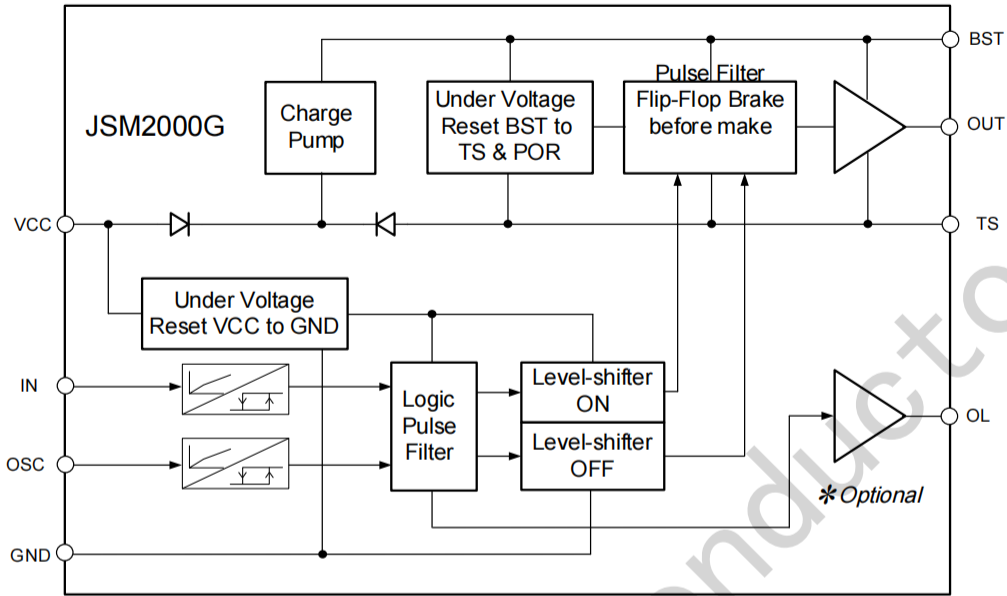 BST
Pulse Filter
JSM2000G
Charge
Pump
Under Voltage
Reset BST to
TS & POR
Flip-Flop Brake
before make
OUT
VCC
TS
Under Voltage
Reset VCC to GND
IN
Logic
Pulse
Filter
Level-shifter
ON
OL
OSC
Level-shifter
OFF
*Optional
GND